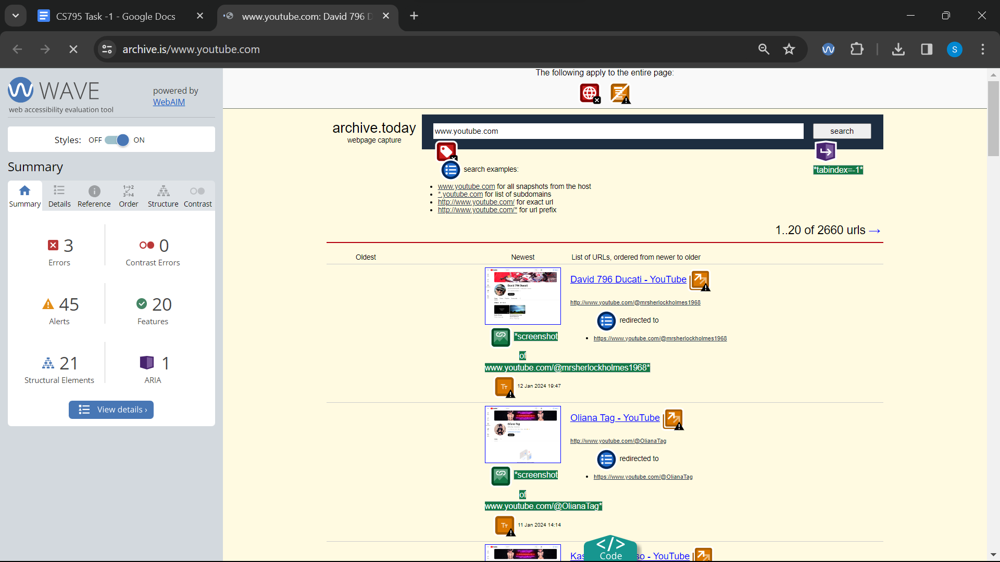 CS795 Task -1 - Google Docs
www.youtube.com: David 796 D
archive.is/www.youtube.com
S
WAVE
powered by
WebAIM
web accessibility evaluation tool
Styles: OFF ON
Summary
Summary Details Reference Order Structure Contrast
3
Errors
0
Contrast Errors
45
Alerts
20
Features
21
Structural Elements
1
ARIA
View details ›
The following apply to the entire page:
archive.today
webpage capture
www.youtube.com
search
*tabindex=-1*
search examples:
www.youtube.com for all snapshots from the host
*.youtube.com for list of subdomains
http://www.youtube.com/ for exact url
http://www.youtube.com/* for url prefix
1..20 of 2660 urls →
Oldest Newest List of URLs, ordered from newer to older
David 796 Ducati
David 796 Ducati - YouTube
http://www.youtube.com/@mrsherlockholmes1968
redirected to
https://www.youtube.com/@mrsherlockholmes1968
*screenshot
of
www.youtube.com/@mrsherlockholmes1968*
12 Jan 2024 19:47
Oliana Tag
Oliana Tag - YouTube
http://www.youtube.com/@OlianaTag
redirected to
https://www.youtube.com/@OlianaTag
*screenshot
of
www.youtube.com/@OlianaTag*
11 Jan 2024 14:14
</> Code
so - YouTube